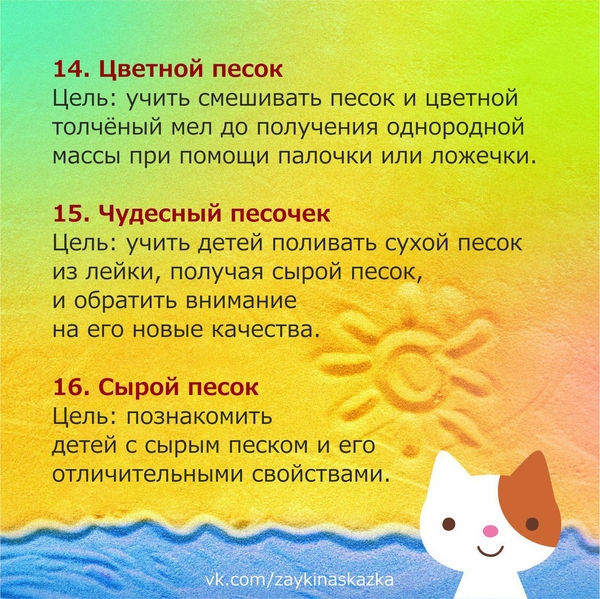 14. Цветной песок
Цель: учить смешивать песок и цветной
толчёный мел до получения однородной
массы при помощи палочки или ложечки.
15. Чудесный песочек
Цель: учить детей поливать сухой песок
из лейки, получая сырой песок,
и обратить внимание
на его новые качества.
16. Сырой песок
Цель: познакомить
детей с сырым песком и его
отличительными свойствами.
vk.com/zaykinaskazka